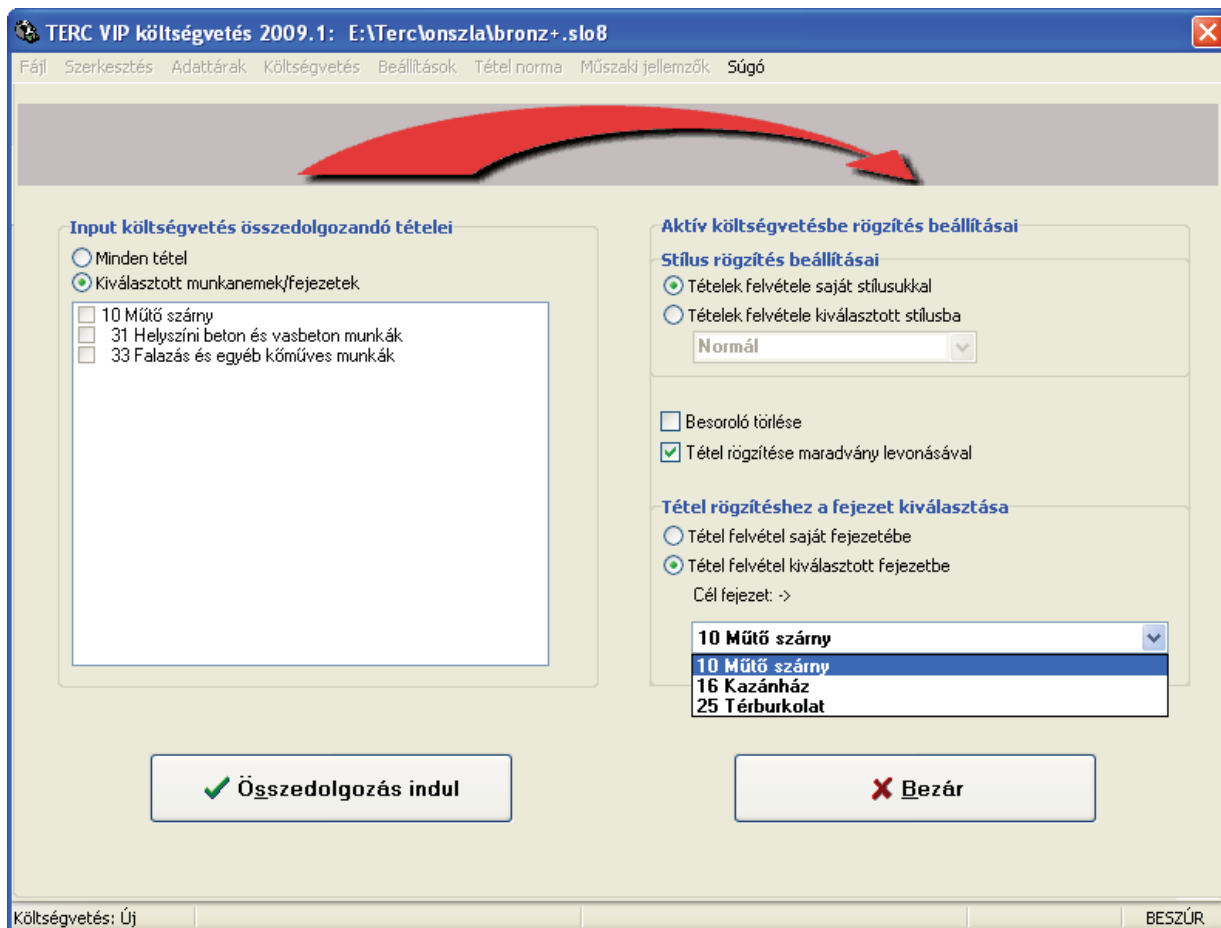 TERC VIP költségvetés 2009.1: E:\Terc\onszla\bronz+.slo8
Fájl Szerkesztés Adattárak Költségvetés Beállítások Tétel norma Műszaki jellemzők Súgó
Input költségvetés összedolgozandó tételei
Minden tétel
Kiválasztott munkanemek/fejezetek
10 Műtő szárny
31 Helyszíni beton és vasbeton munkák
33 Falazás és egyéb kőműves munkák
Aktív költségvetésbe rögzítés beállításai
Stílus rögzítés beállításai
Tételek felvétele saját stílusukkal
Tételek felvétele kiválasztott stílusba
Normál
Besoroló törlése
Tétel rögzítése maradvány levonásával
Tétel rögzítéshez a fejezet kiválasztása
Tétel felvétel saját fejezetébe
Tétel felvétel kiválasztott fejezetbe
Cél fejezet: ->
10 Műtő szárny
10 Műtő szárny
16 Kazánház
25 Térburkolat
Összedolgozás indul
Bezár
Költségvetés: Új
BESZÚR